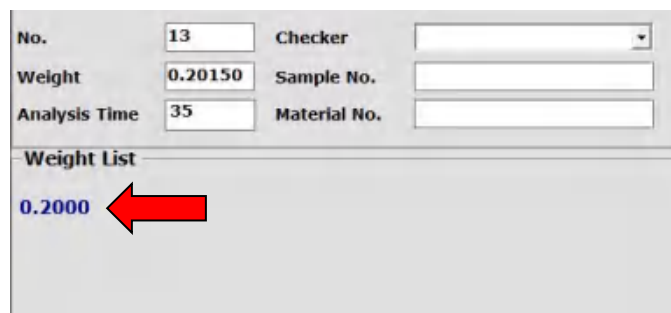 No. 13 Checker
Weight 0.20150 Sample No.
Analysis Time 35 Material No.
Weight List
0.2000